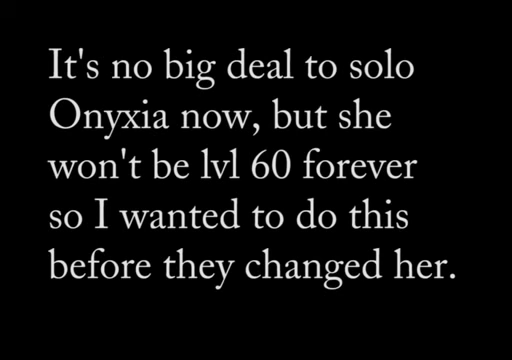 It's no big deal to solo
Onyxia now, but she
won't be lvl 60 forever
so I wanted to do this
before they changed her.